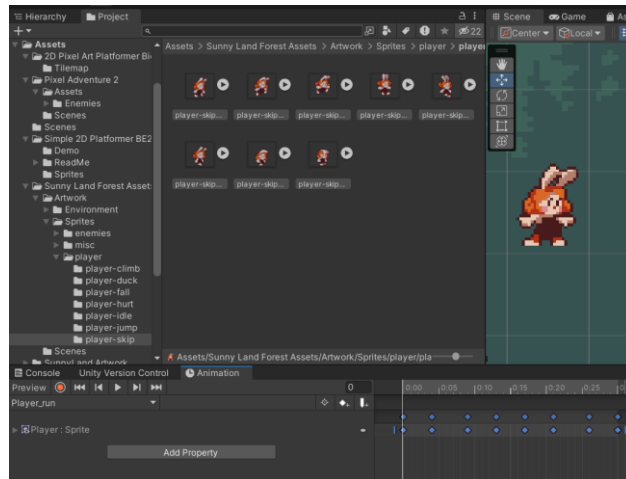 Hierarchy Project
Scene Game
22
Center Local
Assets
2D Pixel Art Platformer Bi
Tilemap
Pixel Adventure 2
Assets
Enemies
Scenes
Scenes
Simple 2D Platformer BE2
Demo
ReadMe
Sprites
Sunny Land Forest Asset
Artwork
Environment
Sprites
enemies
misc
player
player-climb
player-duck
player-fall
player-hurt
player-idle
player-jump
player-skip
Scenes
SunnyLand Artwork
Assets > Sunny Land Forest Assets > Artwork > Sprites > player > player
player-skip... player-skip... player-skip... player-skip... player-skip...
player-skip... player-skip... player-skip...
Assets/Sunny Land Forest Assets/Artwork/Sprites/player/pla
Console Unity Version Control Animation
Preview 0 0:00 0:05 0:10 0:15 0:20 0:25
Player_run
Player : Sprite
Add Property